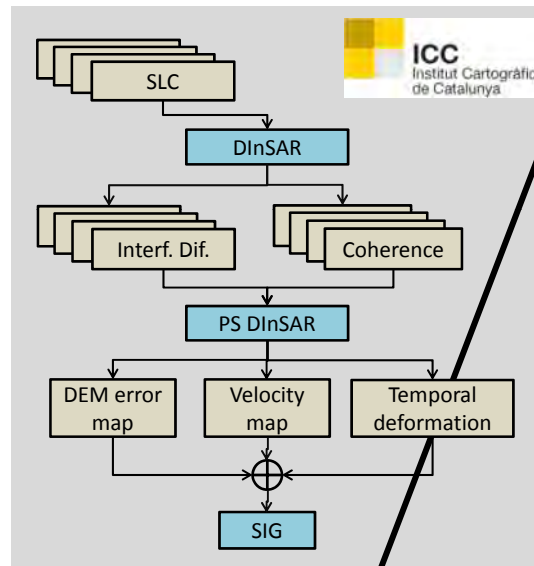 ICC
Institut Cartogràfic
de Catalunya
SLC
DInSAR
Interf. Dif.
Coherence
PS DInSAR
DEM error
map
Velocity
map
Temporal
deformation
SIG